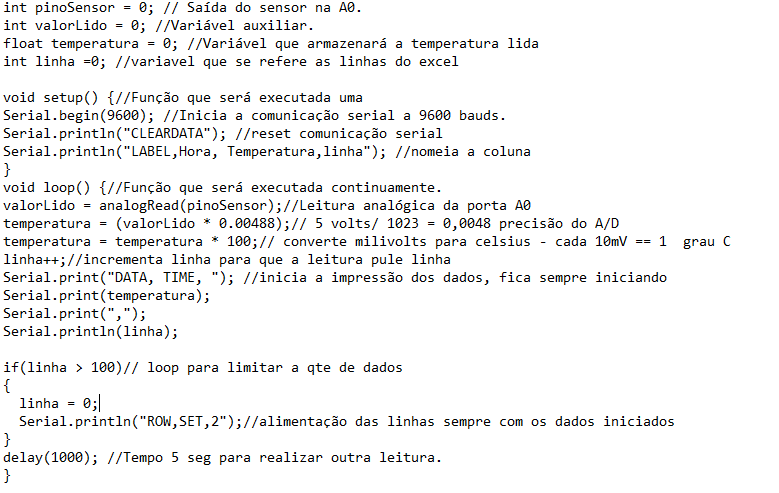 int pinoSensor = 0; // Saída do sensor na A0.
int valorLido = 0; //Variável auxiliar.
float temperatura = 0; //Variável que armazenará a temperatura lida
int linha =0; //variavel que se refere as linhas do excel

void setup() {//Função que será executada uma
Serial.begin(9600); //Inicia a comunicação serial a 9600 bauds.
Serial.println("CLEARDATA"); //reset comunicação serial
Serial.println("LABEL,Hora, Temperatura,linha"); //nomeia a coluna
}
void loop() {//Função que será executada continuamente.
valorLido = analogRead(pinoSensor);//Leitura analógica da porta A0
temperatura = (valorLido * 0.00488);// 5 volts/ 1023 = 0,0048 precisão do A/D
temperatura = temperatura * 100;// converte milivolts para celsius - cada 10mV == 1  grau C
linha++;//incrementa linha para que a leitura pule linha
Serial.print("DATA, TIME, "); //inicia a impressão dos dados, fica sempre iniciando
Serial.print(temperatura);
Serial.print(",");
Serial.println(linha);

if(linha > 100)// loop para limitar a qte de dados
{
  linha = 0;
  Serial.println("ROW,SET,2");//alimentação das linhas sempre com os dados iniciados
}
delay(1000); //Tempo 5 seg para realizar outra leitura.
}